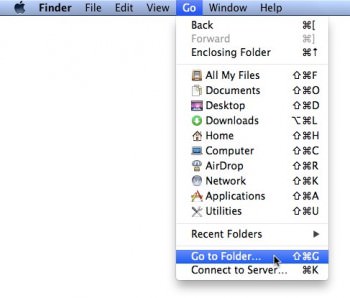 Finder File Edit View Go Window Help
Back ⌘[
Forward ⌘]
Enclosing Folder ⌘↑
All My Files ⇧⌘F
Documents ⇧⌘O
Desktop ⇧⌘D
Downloads ⌥⌘L
Home ⇧⌘H
Computer ⇧⌘C
AirDrop ⇧⌘R
Network ⇧⌘K
Applications ⇧⌘A
Utilities ⇧⌘U
Recent Folders ▶
Go to Folder... ⇧⌘G
Connect to Server... ⌘K